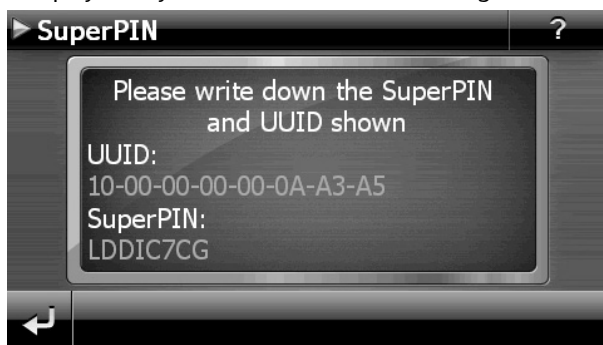 SuperPIN
?
Please write down the SuperPIN
and UUID shown
UUID:
10-00-00-00-00-0A-A3-A5
SuperPIN:
LDDIC7CG